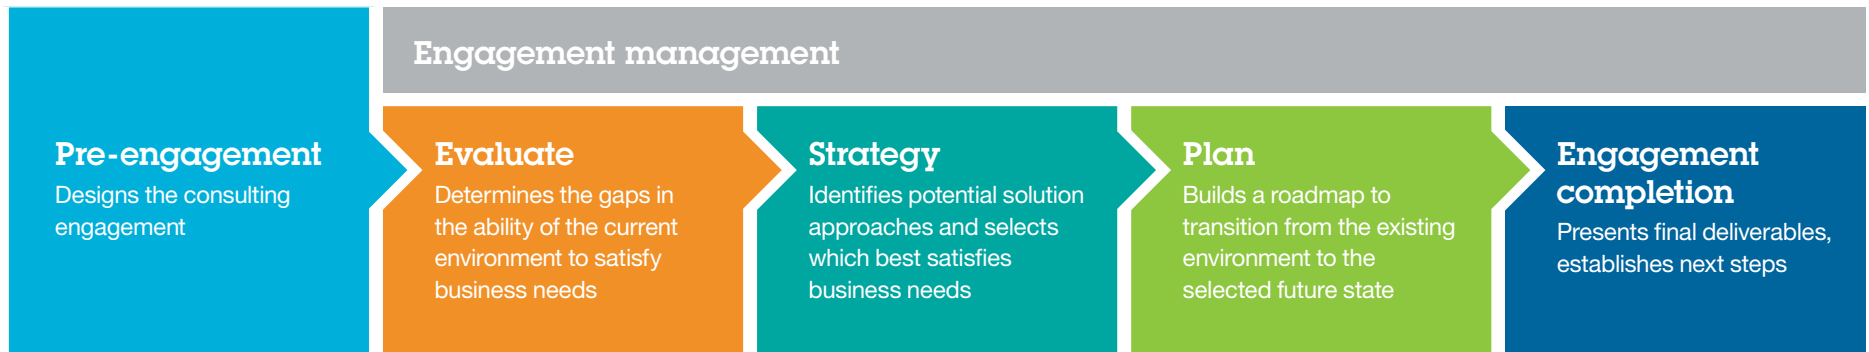 Engagement management
Pre-engagement
Designs the consulting
engagement
Evaluate
Determines the gaps in
the ability of the current
environment to satisfy
business needs
Strategy
Identifies potential solution
approaches and selects
which best satisfies
business needs
Plan
Builds a roadmap to
transition from the existing
environment to the
selected future state
Engagement
completion
Presents final deliverables,
establishes next steps